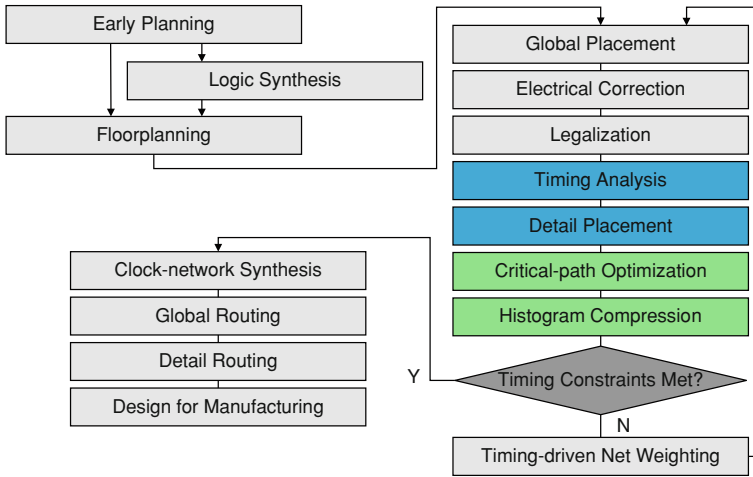 Early Planning
Logic Synthesis
Floorplanning
Global Placement
Electrical Correction
Legalization
Timing Analysis
Detail Placement
Critical-path Optimization
Histogram Compression
Timing Constraints Met?
Y
N
Timing-driven Net Weighting
Clock-network Synthesis
Global Routing
Detail Routing
Design for Manufacturing